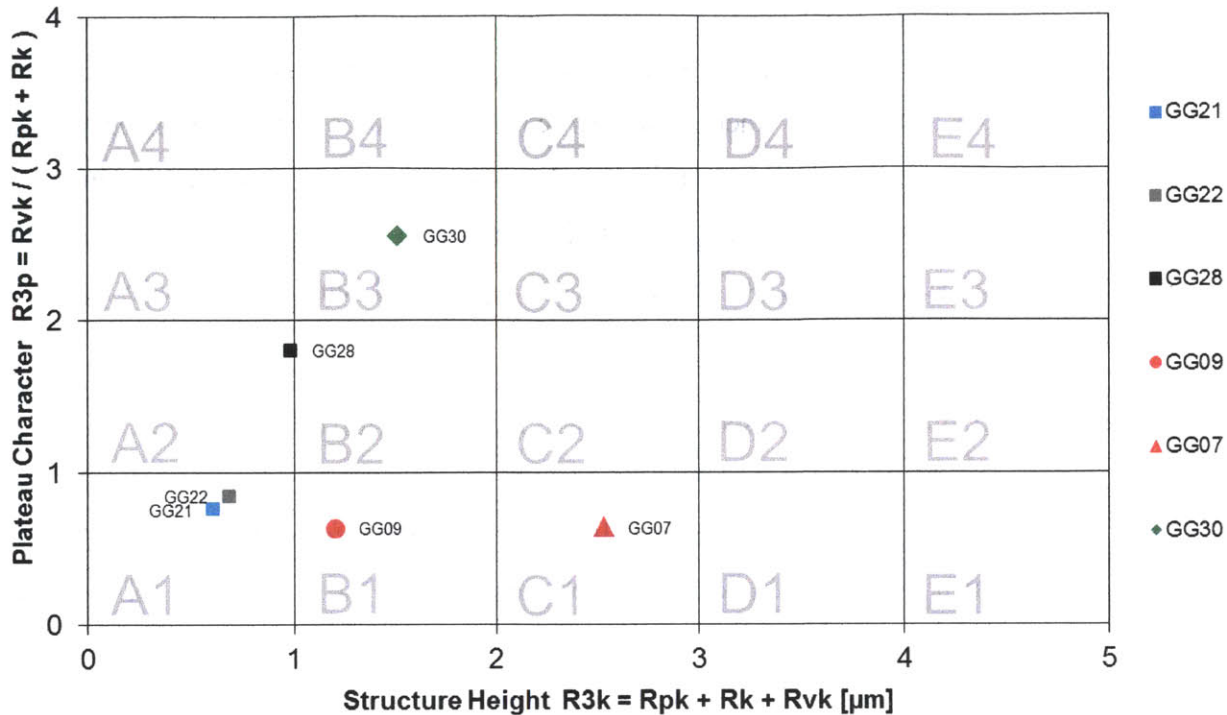 Plateau Character R3p = Rvk / ( Rpk + Rk)
4
3
2
1
0
A4 B4 C4 D4 E4
A3 B3 C3 D3 E3
A2 B2 C2 D2 E2
A1 B1 C1 D1 E1
GG30
GG28
GG22
GG21
GG09
GG07
0 1 2 3 4 5
Structure Height R3k = Rpk + Rk + Rvk [µm]
GG21
GG22
GG28
GG09
GG07
GG30